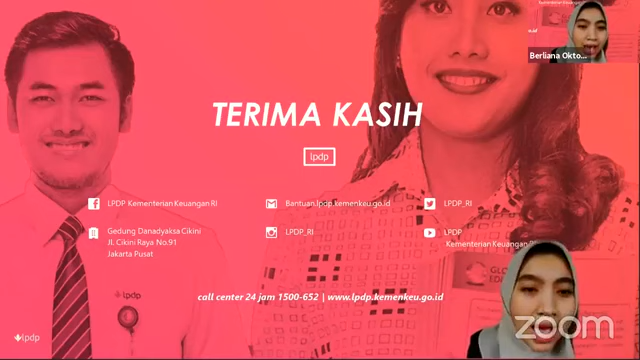 Berliana Okto...
TERIMA KASIH
lpdp
LPDP Kementerian Keuangan RI
Bantuan.lpdp.kemenkeu.go.id
LPDP_RI
Gedung Danadyaksa Cikini
Jl. Cikini Raya No.91
Jakarta Pusat
LPDP_RI
LPDP
Kementerian Keuangan RI
lpdp
call center 24 jam 1500-652 | www.lpdp.kemenkeu.go.id
lpdp
zoom